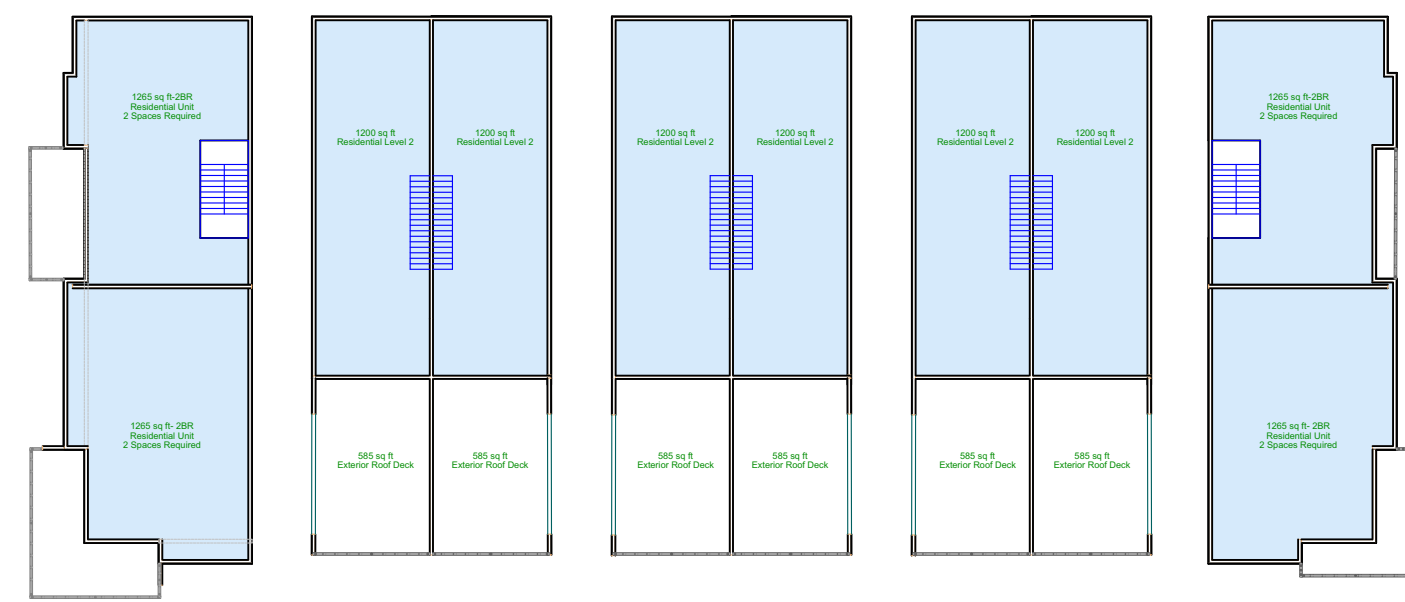 1265 sq ft-2BR
Residential Unit
2 Spaces Required
1265 sq ft- 2BR
Residential Unit
2 Spaces Required
1200 sq ft
Residential Level 2
1200 sq ft
Residential Level 2
585 sq ft
Exterior Roof Deck
585 sq ft
Exterior Roof Deck
1200 sq ft
Residential Level 2
1200 sq ft
Residential Level 2
585 sq ft
Exterior Roof Deck
585 sq ft
Exterior Roof Deck
1200 sq ft
Residential Level 2
1200 sq ft
Residential Level 2
585 sq ft
Exterior Roof Deck
585 sq ft
Exterior Roof Deck
1265 sq ft-2BR
Residential Unit
2 Spaces Required
1265 sq ft- 2BR
Residential Unit
2 Spaces Required